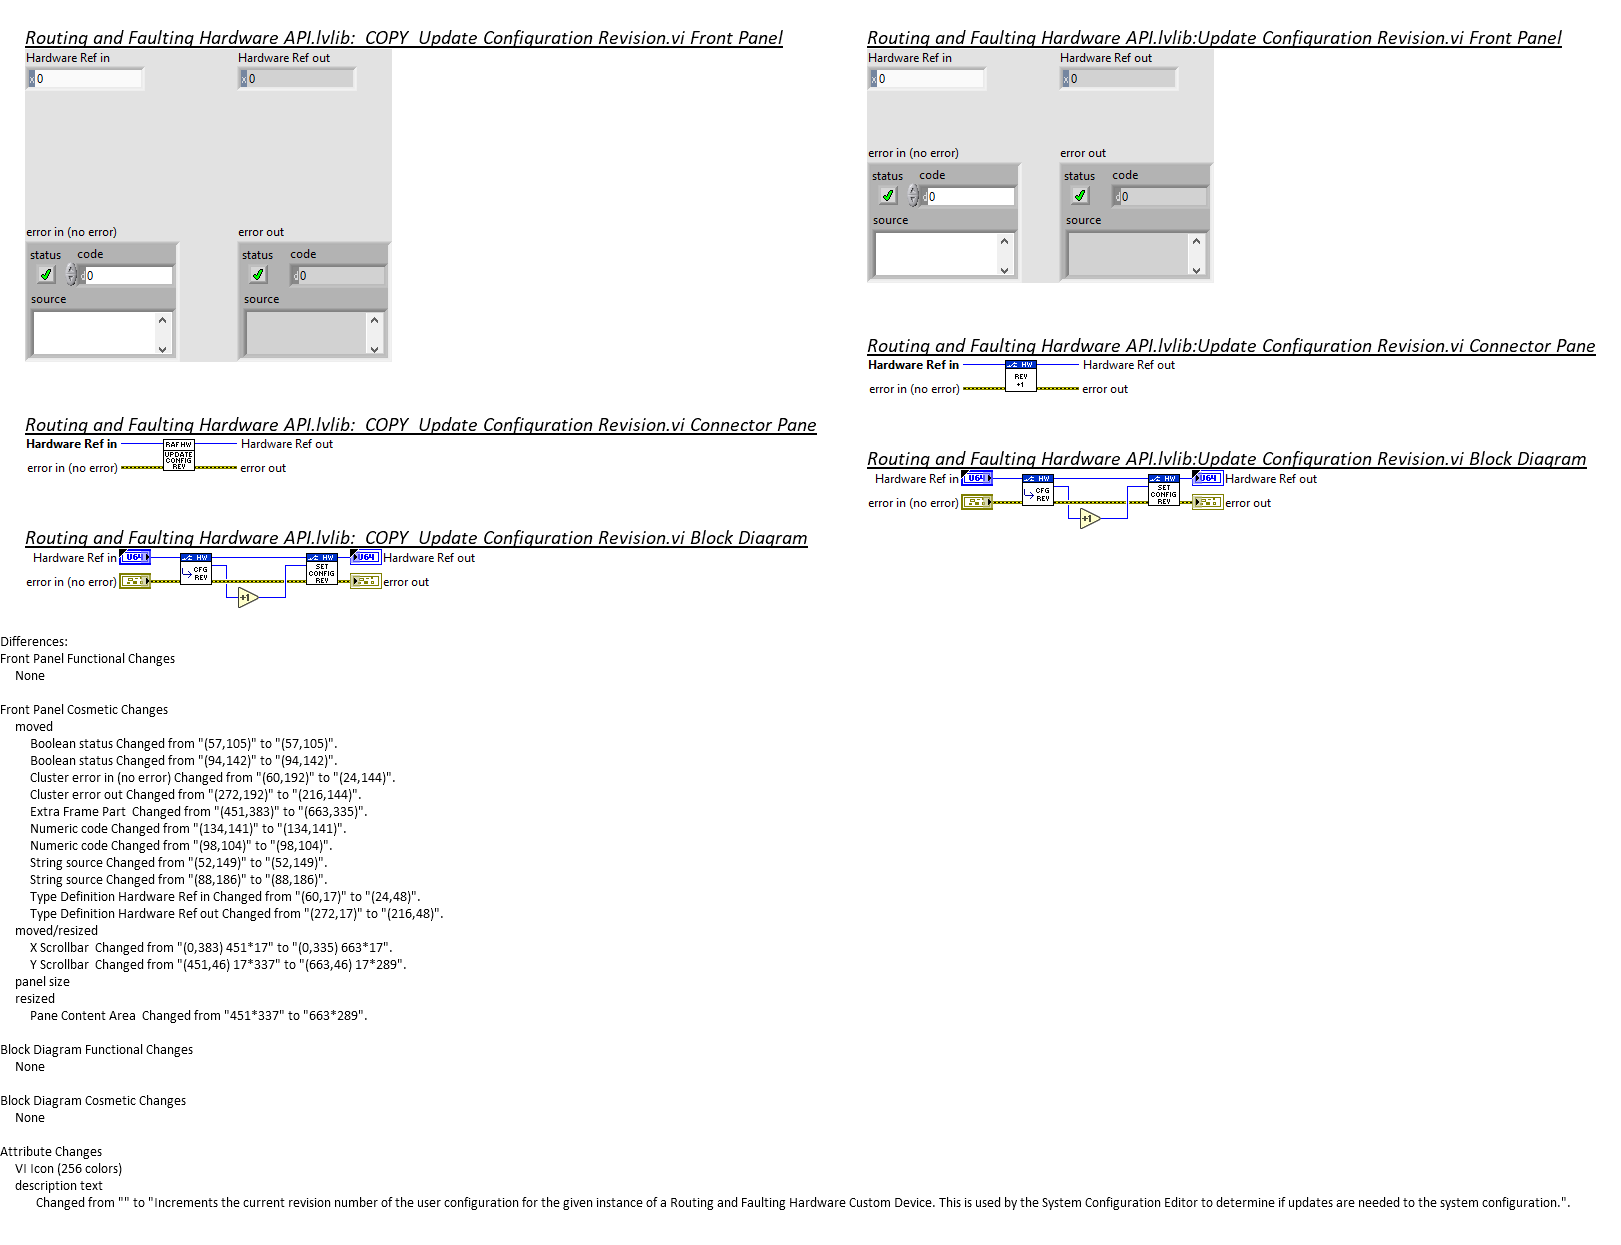 Routing and Faulting Hardware API.lvlib:  COPY  Update Configuration Revision.vi Front Panel
Hardware Ref in
Hardware Ref out
x 0
x 0
error in (no error)
error out
status
code
status
code
d 0
d 0
source
source
Routing and Faulting Hardware API.lvlib:  COPY  Update Configuration Revision.vi Connector Pane
Hardware Ref in
RAF HW
Hardware Ref out
UPDATE
CONFIG
REV
error in (no error)
error out
Routing and Faulting Hardware API.lvlib:  COPY  Update Configuration Revision.vi Block Diagram
Hardware Ref in
U64
HW
HW
U64
Hardware Ref out
CFG
REV
SET
CONFIG
REV
error in (no error)
error out
+1
Routing and Faulting Hardware API.lvlib:Update Configuration Revision.vi Front Panel
Hardware Ref in
Hardware Ref out
x 0
x 0
error in (no error)
error out
status
code
status
code
d 0
d 0
source
source
Routing and Faulting Hardware API.lvlib:Update Configuration Revision.vi Connector Pane
Hardware Ref in
HW
Hardware Ref out
REV
+1
error in (no error)
error out
Routing and Faulting Hardware API.lvlib:Update Configuration Revision.vi Block Diagram
Hardware Ref in
U64
HW
HW
U64
Hardware Ref out
CFG
REV
SET
CONFIG
REV
error in (no error)
error out
+1
Differences:
Front Panel Functional Changes
None
Front Panel Cosmetic Changes
moved
Boolean status Changed from "(57,105)" to "(57,105)".
Boolean status Changed from "(94,142)" to "(94,142)".
Cluster error in (no error) Changed from "(60,192)" to "(24,144)".
Cluster error out Changed from "(272,192)" to "(216,144)".
Extra Frame Part  Changed from "(451,383)" to "(663,335)".
Numeric code Changed from "(134,141)" to "(134,141)".
Numeric code Changed from "(98,104)" to "(98,104)".
String source Changed from "(52,149)" to "(52,149)".
String source Changed from "(88,186)" to "(88,186)".
Type Definition Hardware Ref in Changed from "(60,17)" to "(24,48)".
Type Definition Hardware Ref out Changed from "(272,17)" to "(216,48)".
moved/resized
X Scrollbar  Changed from "(0,383) 451*17" to "(0,335) 663*17".
Y Scrollbar  Changed from "(451,46) 17*337" to "(663,46) 17*289".
panel size
resized
Pane Content Area  Changed from "451*337" to "663*289".
Block Diagram Functional Changes
None
Block Diagram Cosmetic Changes
None
Attribute Changes
VI Icon (256 colors)
description text
Changed from "" to "Increments the current revision number of the user configuration for the given instance of a Routing and Faulting Hardware Custom Device. This is used by the System Configuration Editor to determine if updates are needed to the system configuration.".